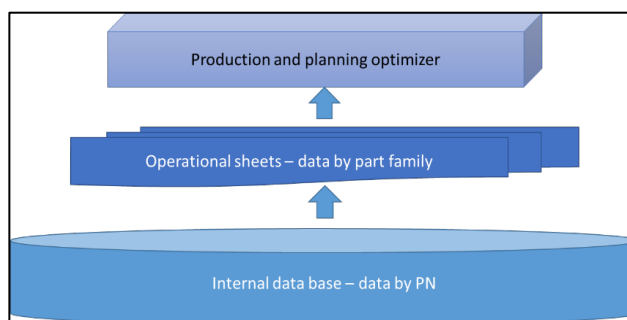 Production and planning optimizer
Operational sheets – data by part family
Internal data base – data by PN